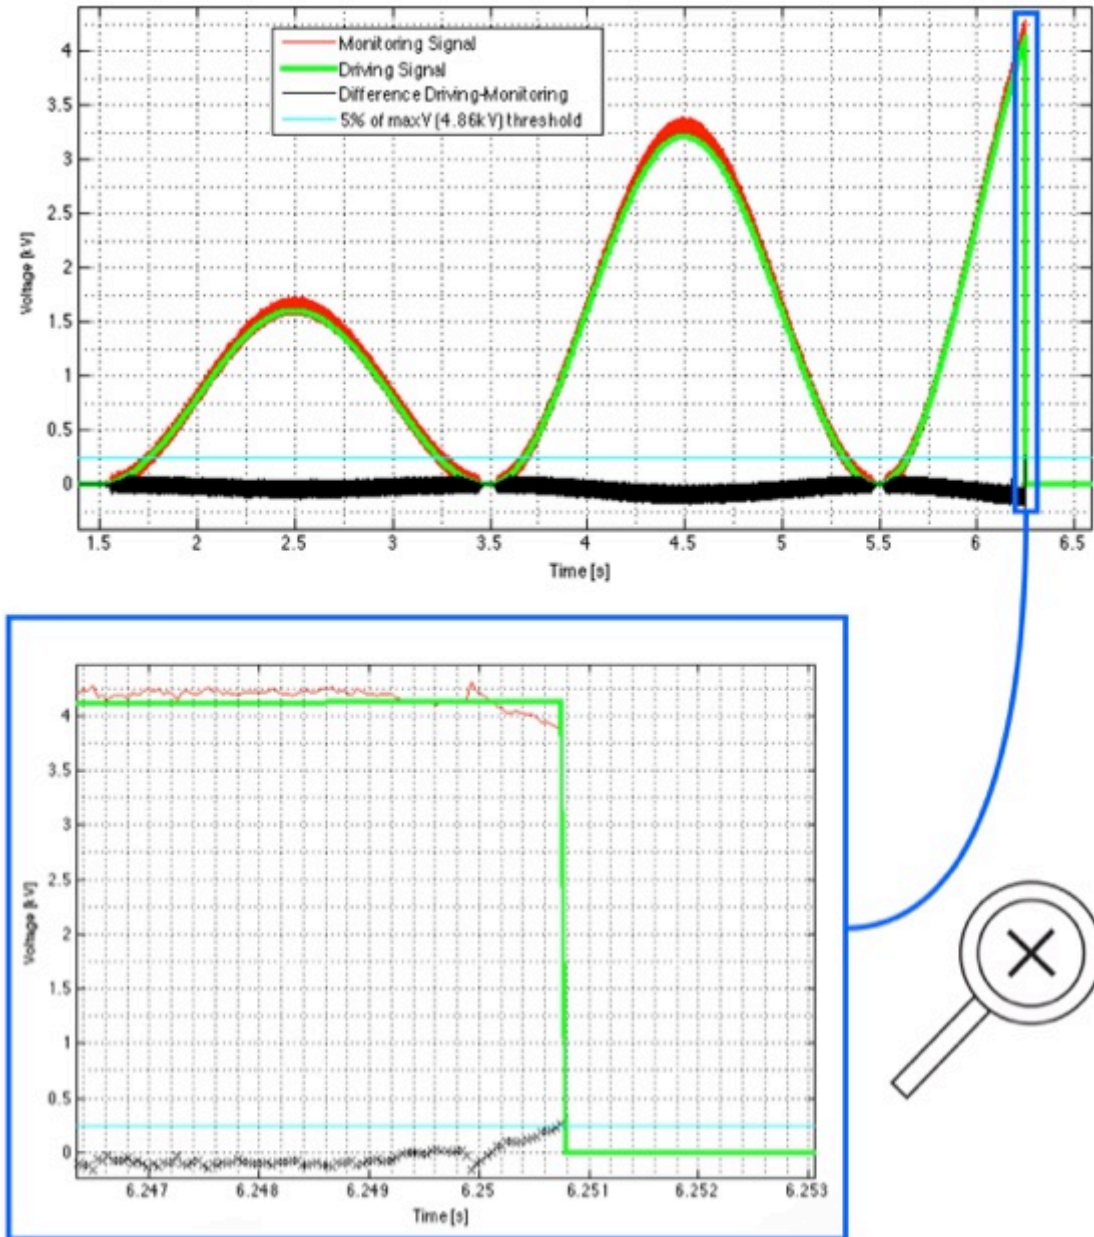 4
3.5
3
2.5
2
1.5
1
0.5
0
Voltage [kV]
Monitoring Signal
Driving Signal
Difference Driving-Monitoring
5% of maxV (4.86kV) threshold
1.5 2 2.5 3 3.5 4 4.5 5 5.5 6 6.5
Time [s]
4
3.5
3
2.5
2
1.5
1
0.5
0
Voltage [kV]
6.247 6.248 6.249 6.25 6.251 6.252 6.253
Time [s]